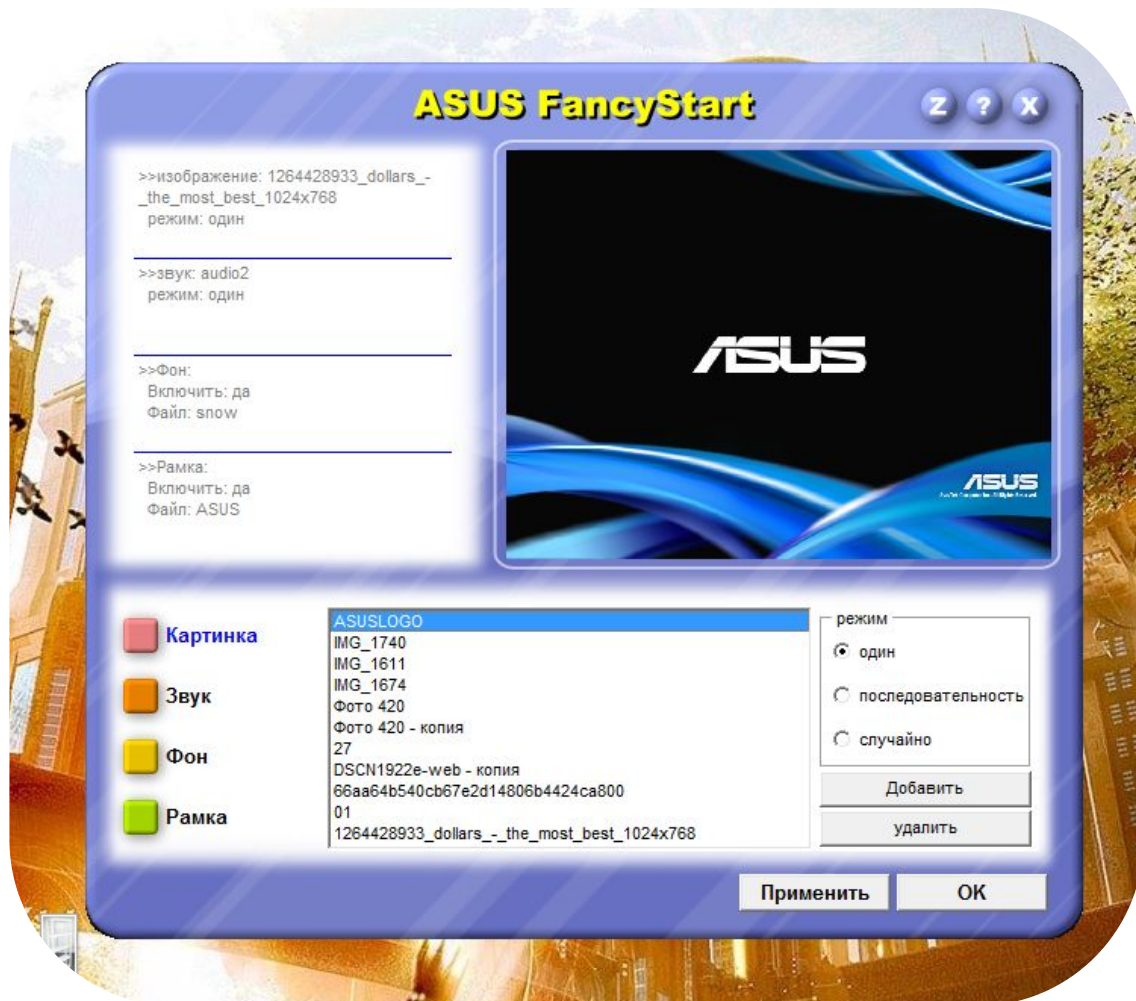 ASUS FancyStart
Z ? X
>>изображение: 1264428933_dollars_-
_the_most_best_1024x768
режим: один
>>звук: audio2
режим: один
>>Фон:
Включить: да
Файл: snow
>>Рамка:
Включить: да
Файл: ASUS
ASUS
ASUS
Картинка
Звук
Фон
Рамка
ASUSLOGO
IMG_1740
IMG_1611
IMG_1674
Фото 420
Фото 420 - копия
27
DSCN1922e-web - копия
66aa64b540cb67e2d14806b4424ca800
01
1264428933_dollars_-_the_most_best_1024x768
режим
один
последовательность
случайно
Добавить
удалить
Применить
OK